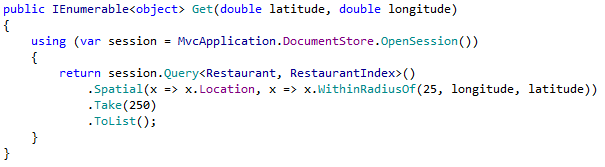 public IEnumerable<object> Get(double latitude, double longitude)
{
    using (var session = MvcApplication.DocumentStore.OpenSession())
    {
        return session.Query<Restaurant, RestaurantIndex>()
            .Spatial(x => x.Location, x => x.WithinRadiusOf(25, longitude, latitude))
            .Take(250)
            .ToList();
    }
}